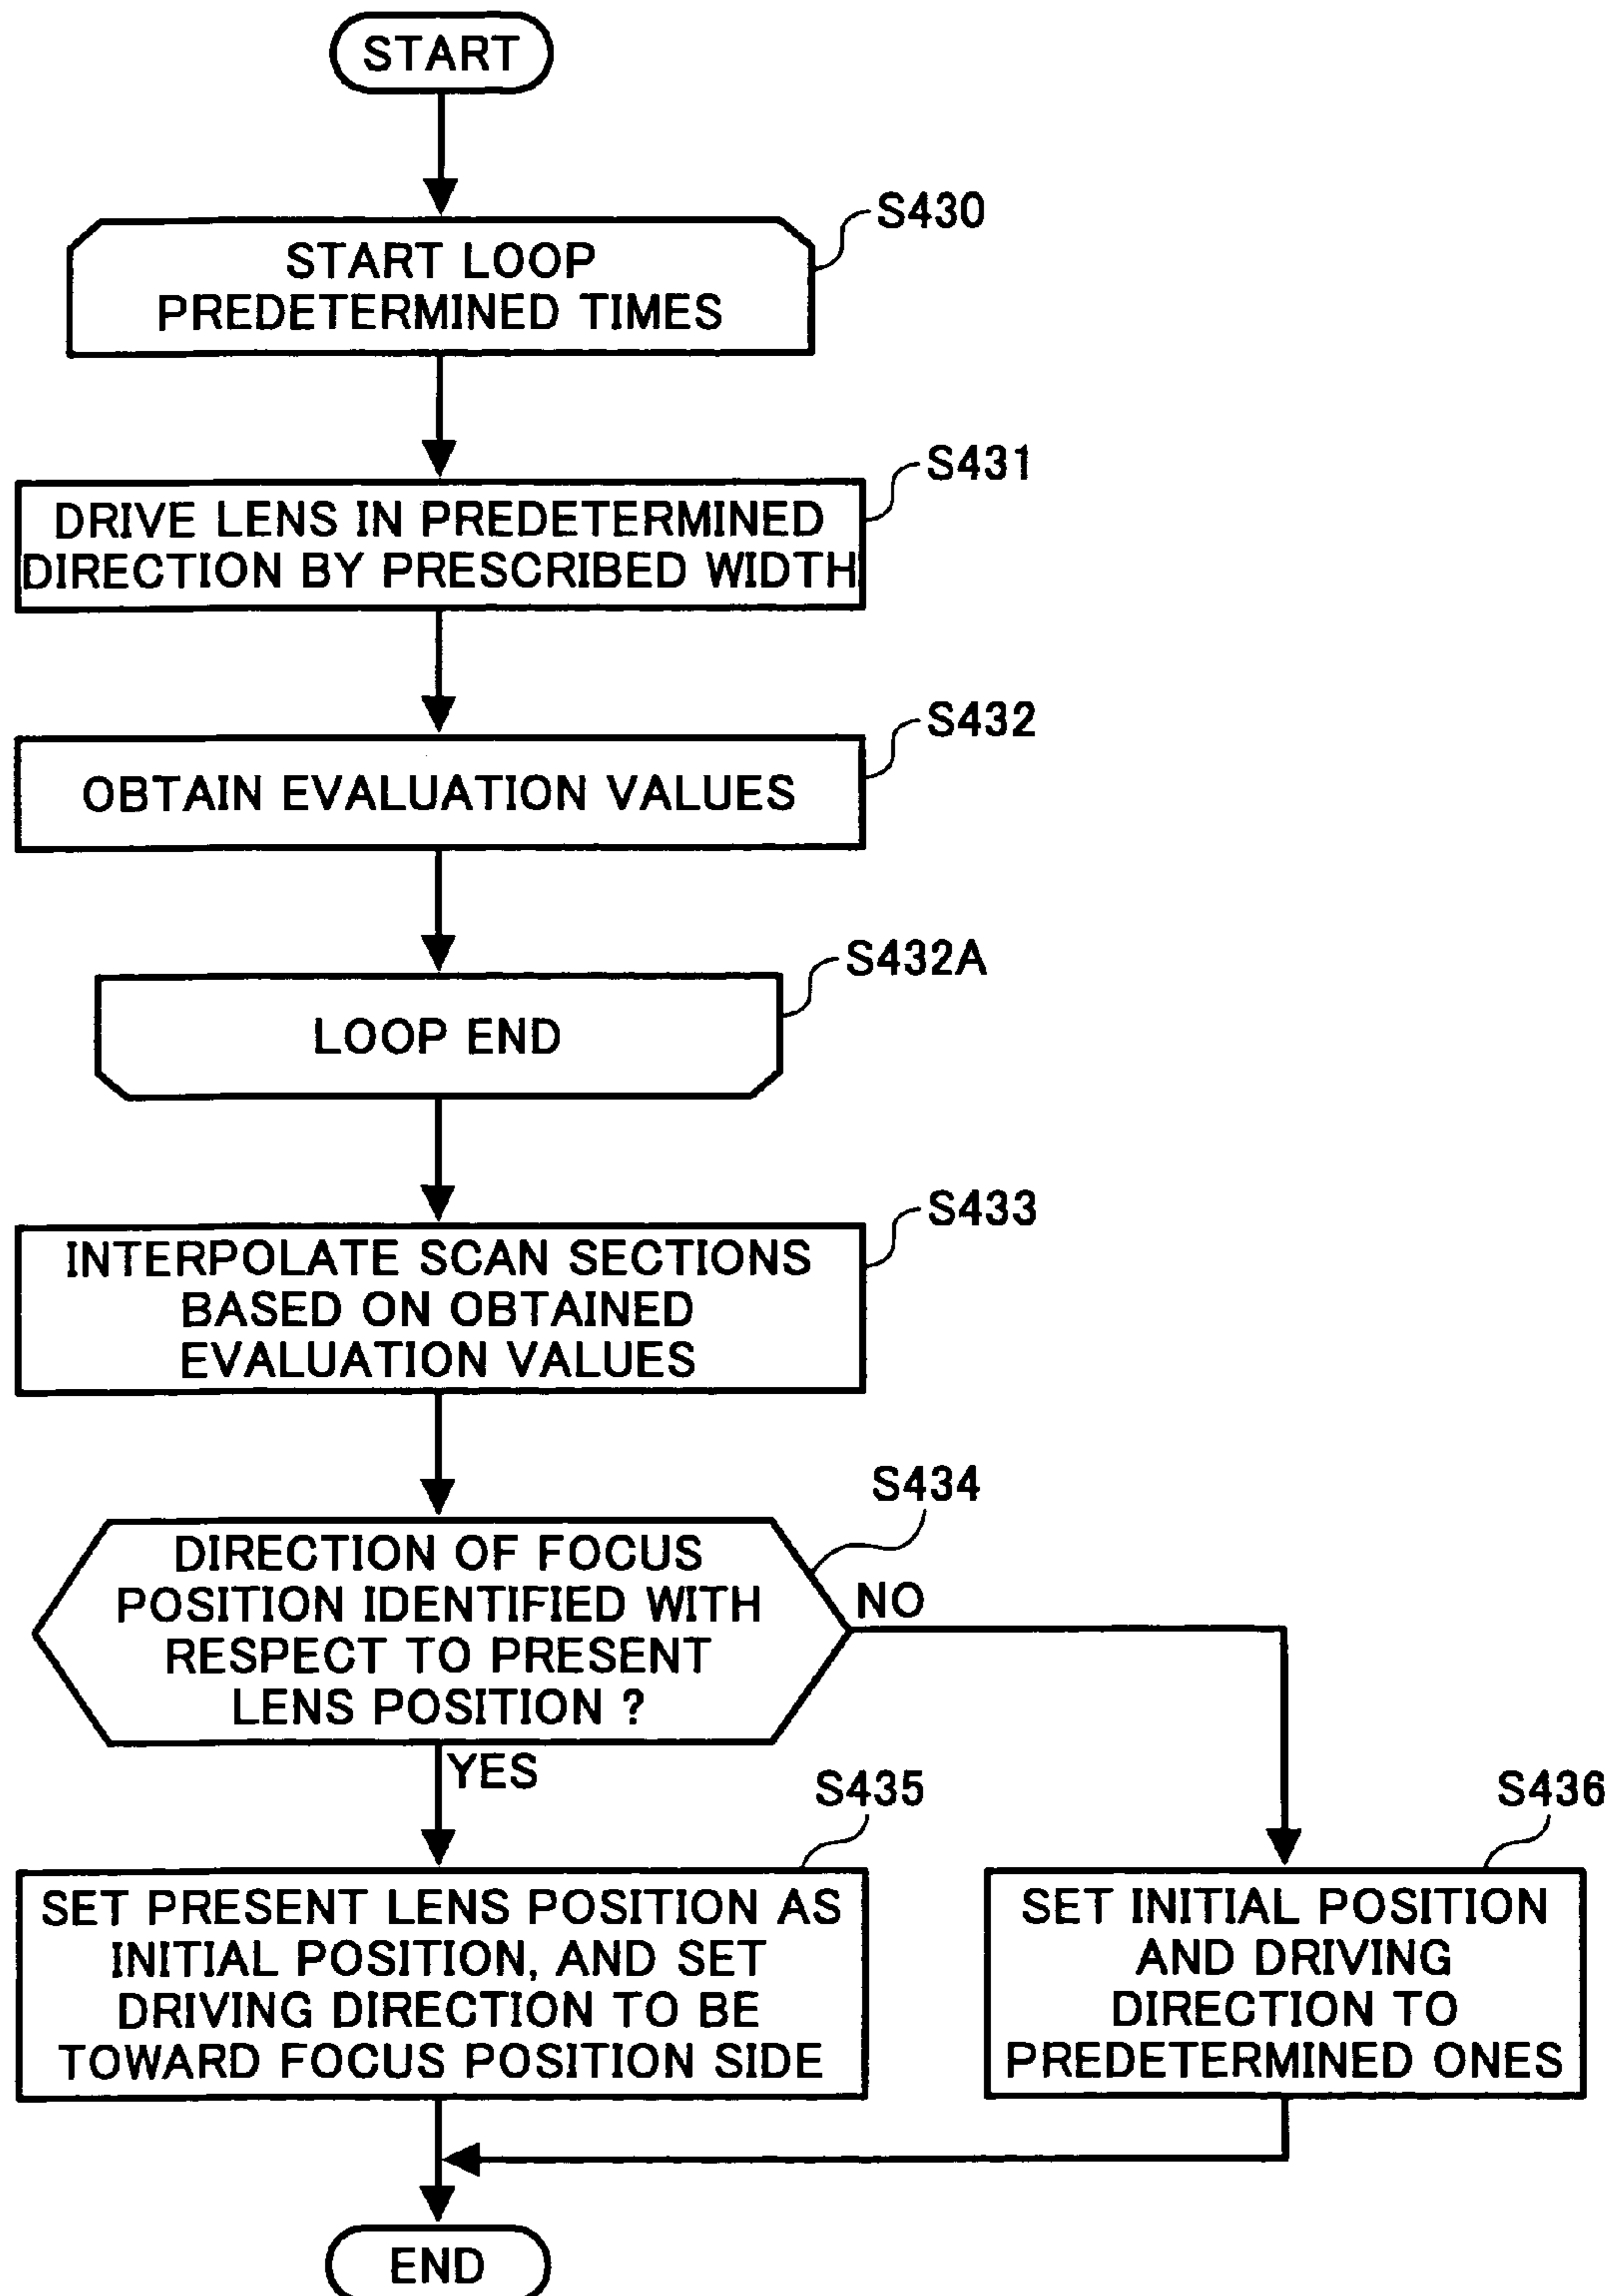 START
S430
START LOOP
PREDETERMINED TIMES
S431
DRIVE LENS IN PREDETERMINED
DIRECTION BY PRESCRIBED WIDTH
S432
OBTAIN EVALUATION VALUES
S432A
LOOP END
S433
INTERPOLATE SCAN SECTIONS
BASED ON OBTAINED
EVALUATION VALUES
S434
DIRECTION OF FOCUS
POSITION IDENTIFIED WITH
RESPECT TO PRESENT
LENS POSITION ?
NO
YES
S435
SET PRESENT LENS POSITION AS
INITIAL POSITION, AND SET
DRIVING DIRECTION TO BE
TOWARD FOCUS POSITION SIDE
S436
SET INITIAL POSITION
AND DRIVING
DIRECTION TO
PREDETERMINED ONES
END